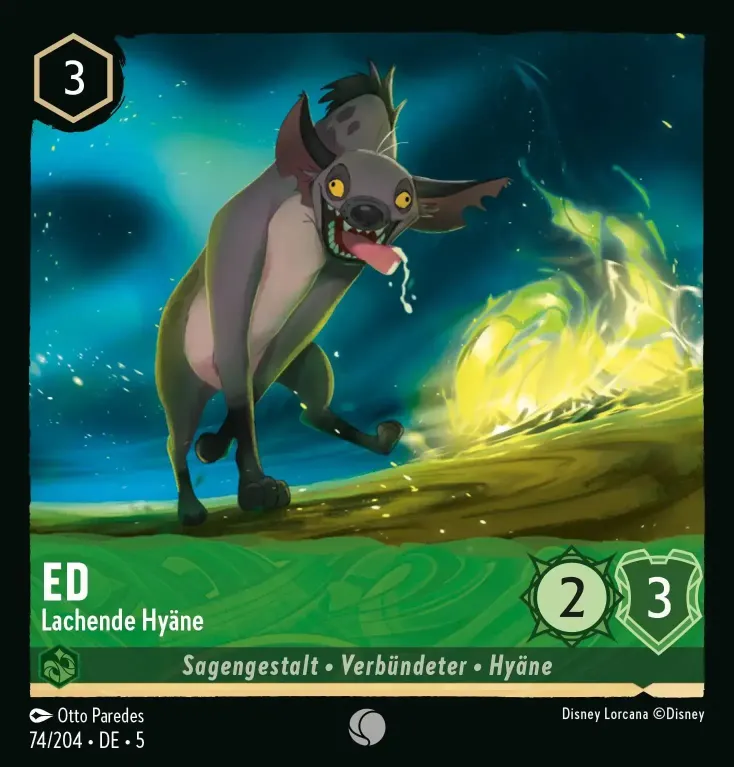 3
ED
Lachende Hyäne
2
3
Sagengestalt • Verbündeter • Hyäne
Otto Paredes
Disney Lorcana ©Disney
74/204 • DE • 5